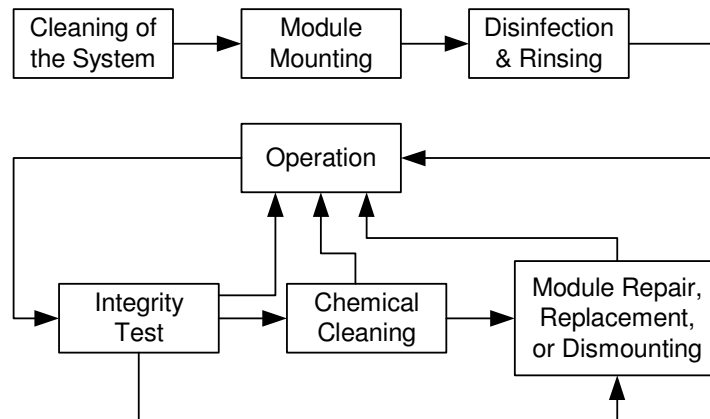 Cleaning of
the System
Module
Mounting
Disinfection
& Rinsing
Operation
Integrity
Test
Chemical
Cleaning
Module Repair,
Replacement,
or Dismounting